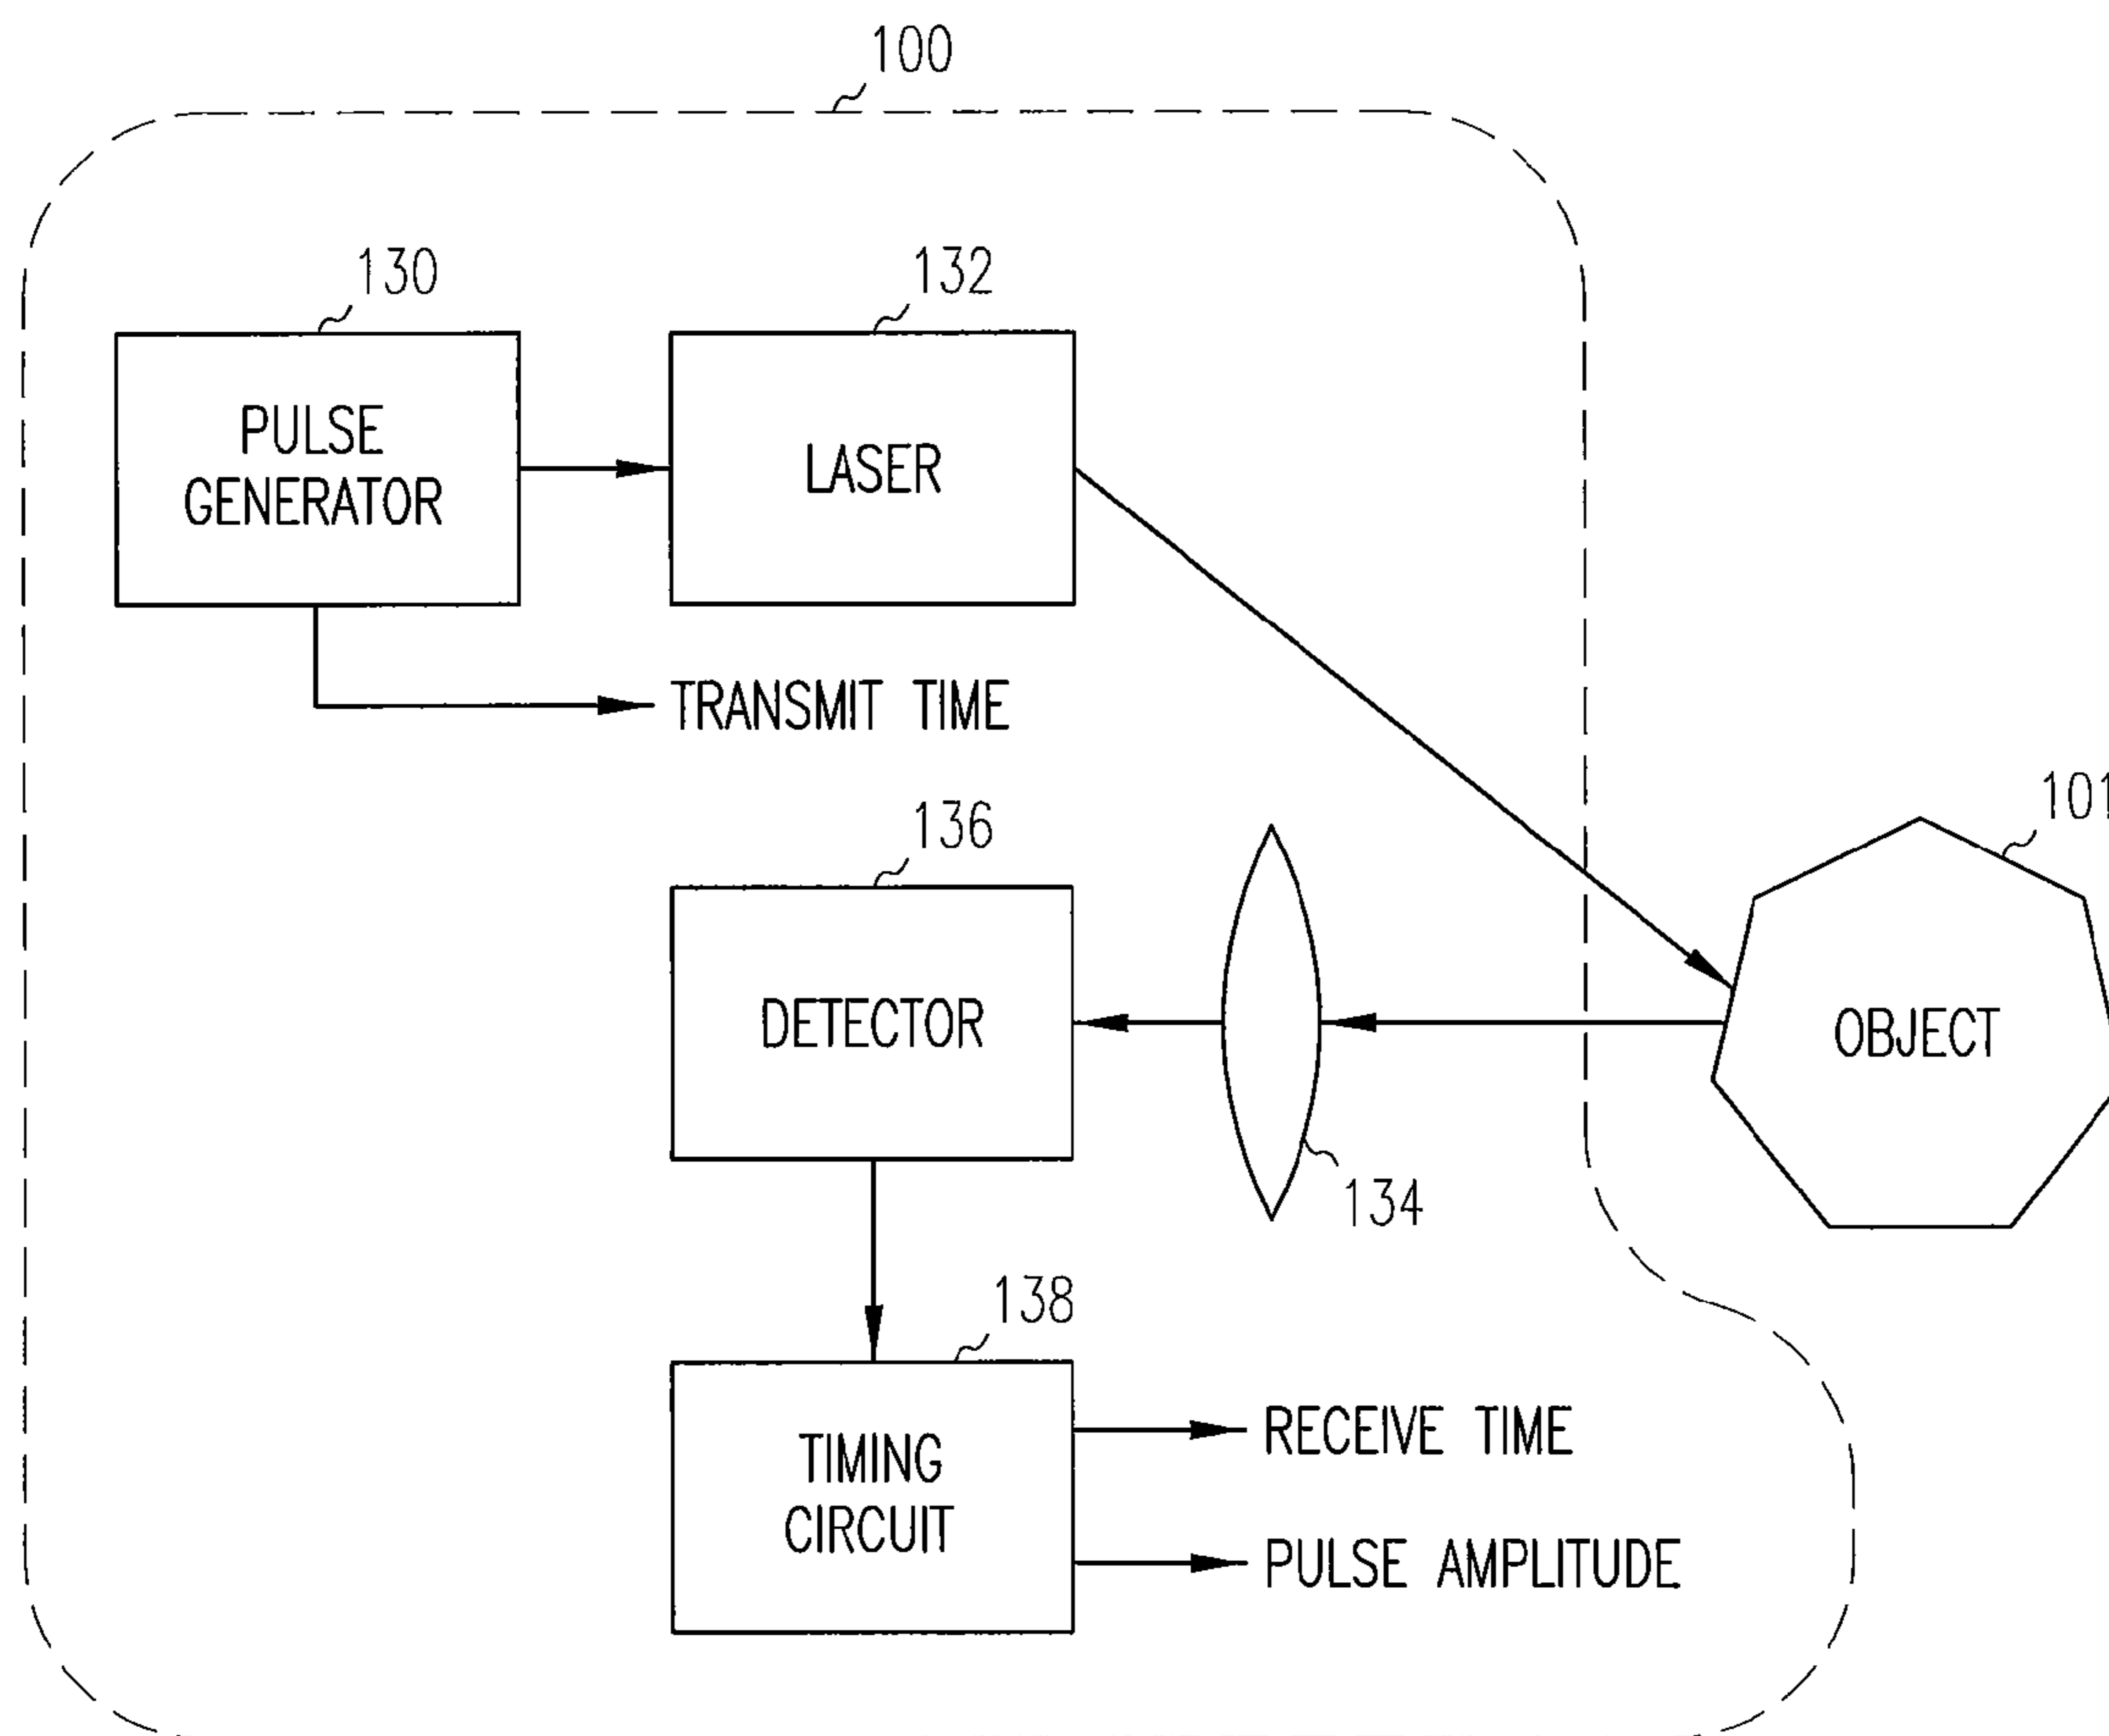 100
130
132
PULSE
GENERATOR
LASER
TRANSMIT TIME
136
101
DETECTOR
OBJECT
134
138
TIMING
CIRCUIT
RECEIVE TIME
PULSE AMPLITUDE